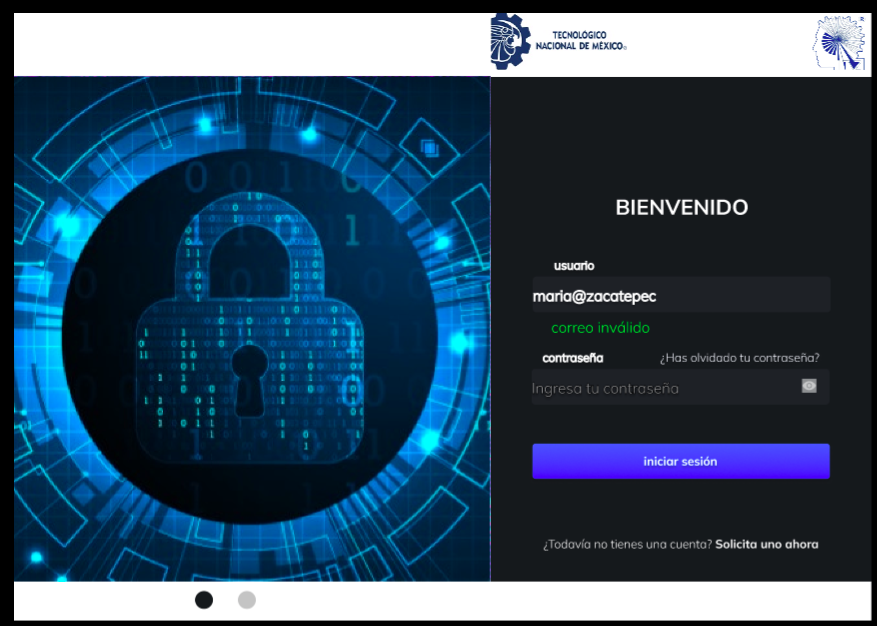 TECNOLÓGICO
NACIONAL DE MÉXICO®
BIENVENIDO
usuario
maria@zacatepec
correo inválido
contraseña ¿Has olvidado tu contraseña?
Ingresa tu contraseña
iniciar sesión
¿Todavía no tienes una cuenta? Solicita uno ahora